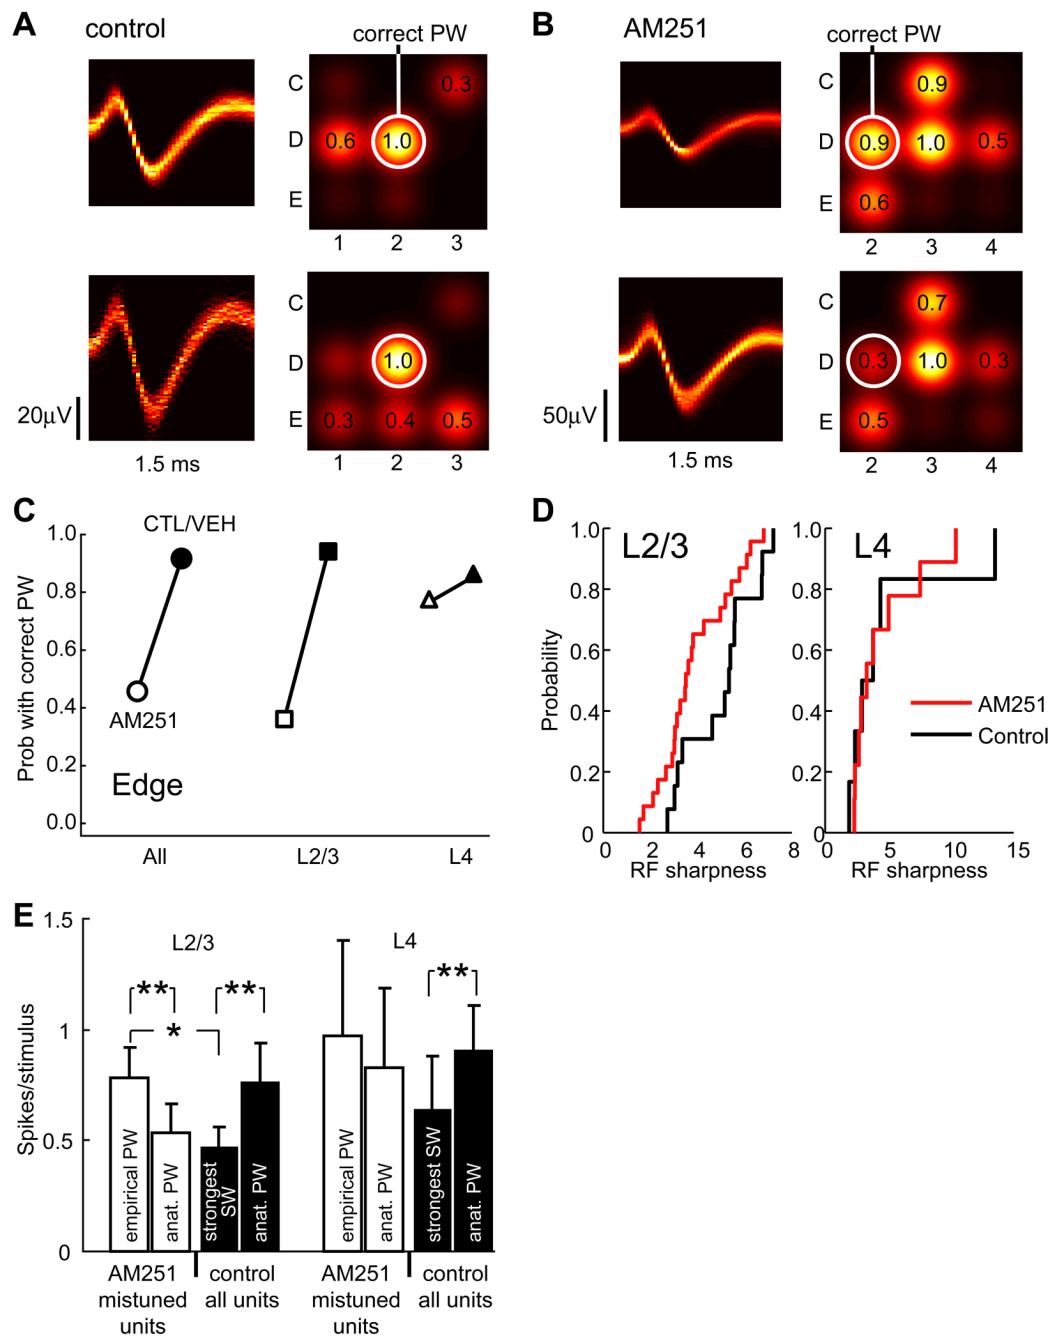 A control
correct PW
C
0.3
D
0.6
1.0
E
1 2 3
B AM251
correct PW
C
0.9
D
0.9
1.0
0.5
E
0.6
2 3 4
20μV
1.5 ms
C
D
1.0
E
0.3
0.4
0.5
1 2 3
50μV
1.5 ms
C
0.7
D
0.3
1.0
0.3
E
0.5
2 3 4
C
Prob with correct PW
1.0
0.8
0.6
0.4
0.2
0.0
CTL/VEH
AM251
Edge
All L2/3 L4
D
Probability
1.0
0.8
0.6
0.4
0.2
0
L2/3
0 2 4 6 8
RF sharpness
1.0
0.8
0.6
0.4
0.2
0
L4
AM251
Control
0 5 10 15
RF sharpness
E
Spikes/stimulus
1.5
1
0.5
0
L2/3
**
**
*
L4
**
empirical PW
anat. PW
strongest
SW
anat. PW
empirical PW
anat. PW
strongest SW
anat. PW
AM251
mistuned
units
control
all units
AM251
mistuned
units
control
all units